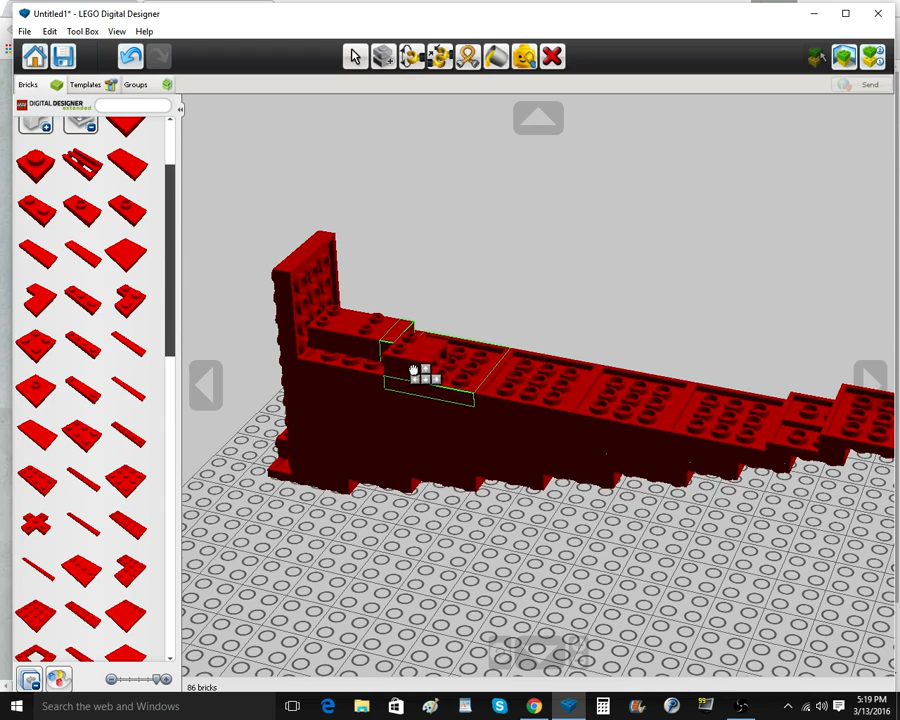 Untitled1* - LEGO Digital Designer
File Edit Tool Box View Help
Bricks Templates Groups
Send
DIGITAL DESIGNER
extended
86 bricks
Search the web and Windows
5:19 PM
3/13/2016